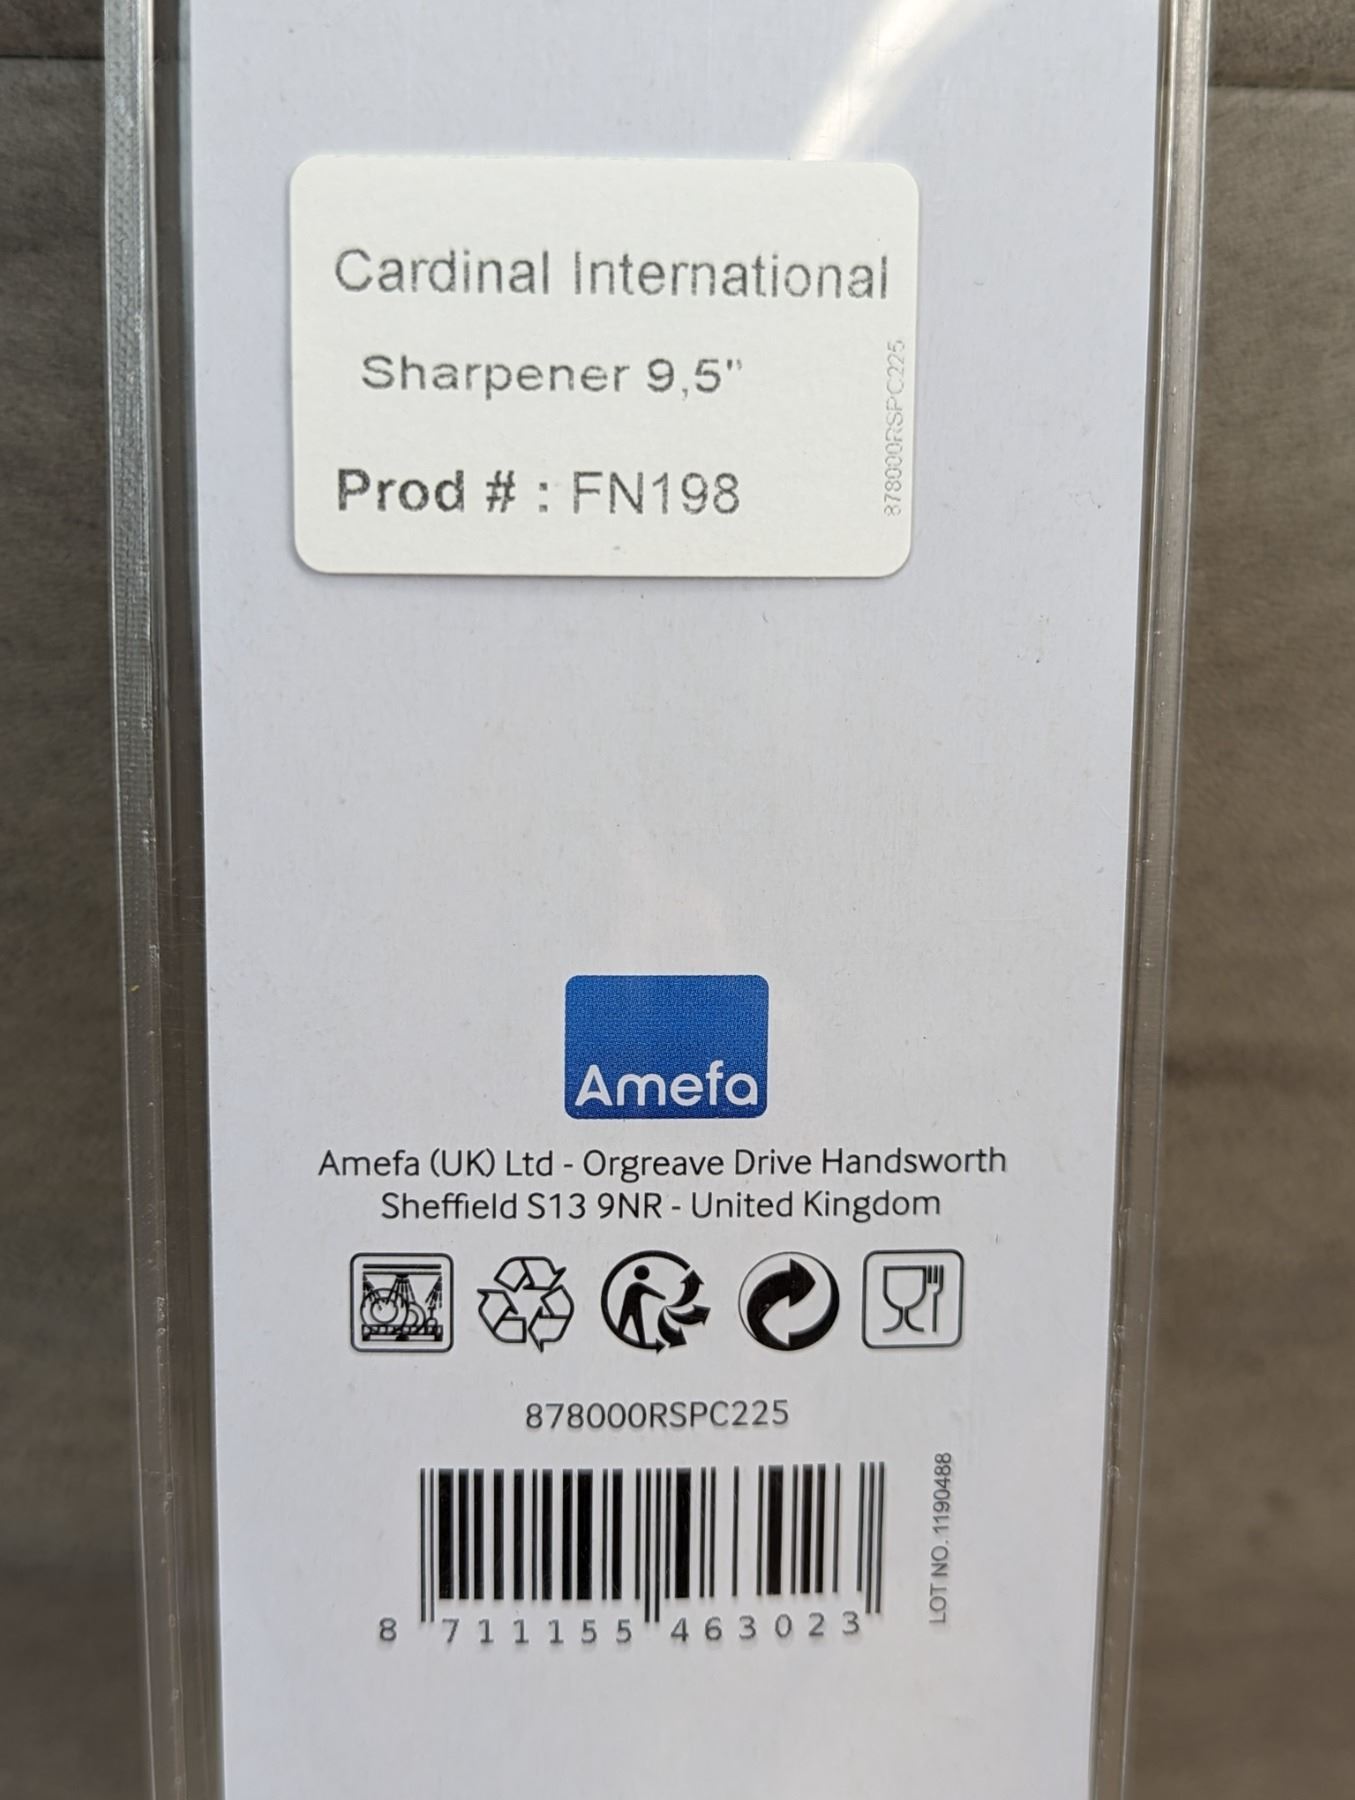 Cardinal International
Sharpener 9,5"
Prod # : FN198
878000RSPC225
Amefa
Amefa (UK) Ltd - Orgreave Drive Handsworth
Sheffield S13 9NR - United Kingdom
878000RSPC225
8 711155 463023
LOT NO. 1190488